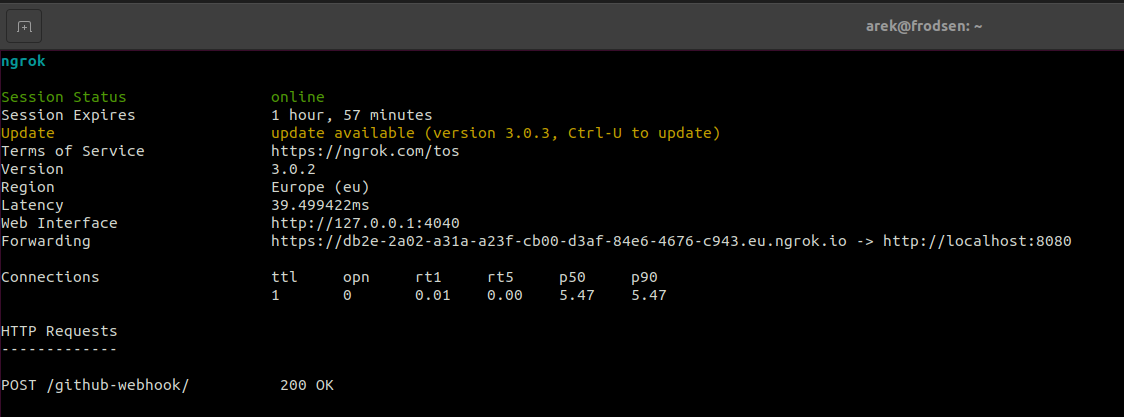 arek@frodsen: ~
ngrok
Session Status online
Session Expires 1 hour, 57 minutes
Update update available (version 3.0.3, Ctrl-U to update)
Terms of Service https://ngrok.com/tos
Version 3.0.2
Region Europe (eu)
Latency 39.499422ms
Web Interface http://127.0.0.1:4040
Forwarding https://db2e-2a02-a31a-a23f-cb00-d3af-84e6-4676-c943.eu.ngrok.io -> http://localhost:8080
Connections ttl opn rt1 rt5 p50 p90
1 0 0.01 0.00 5.47 5.47
HTTP Requests
-------------
POST /github-webhook/ 200 OK